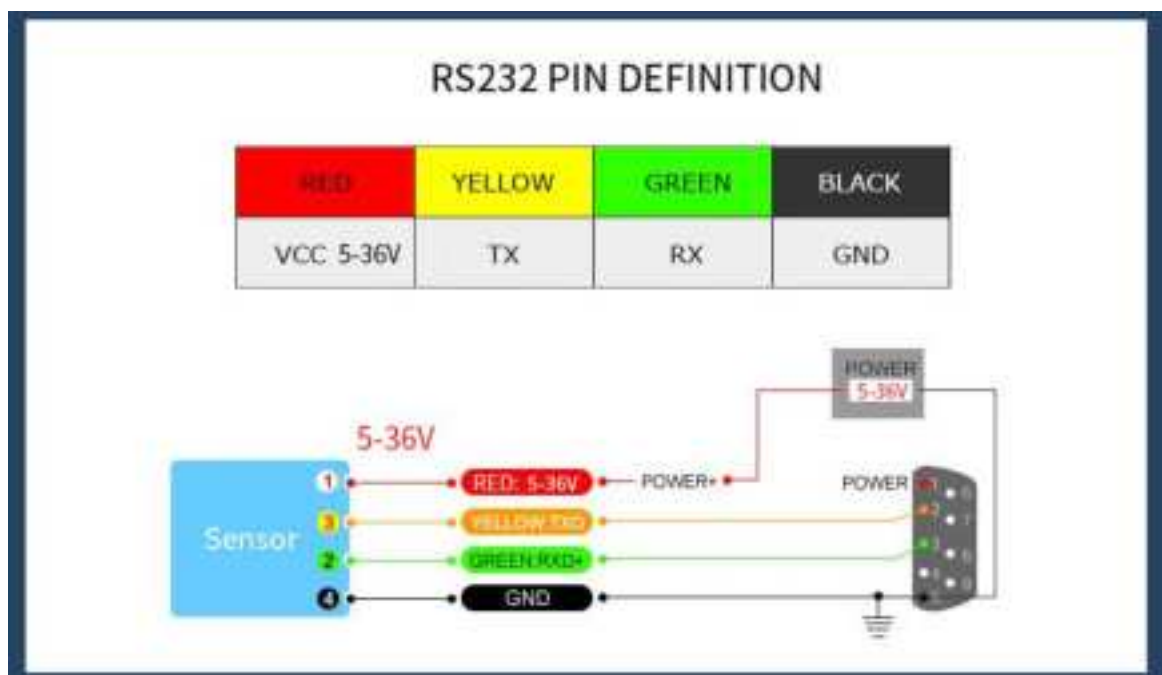 RS232 PIN DEFINITION
RED YELLOW GREEN BLACK
VCC 5-36V TX RX GND
POWER
5-36V
5-36V
1 RED: 5-36V POWER+ POWER
3 YELLOW:TXD
Sensor
2 GREEN:RXD+
4 GND